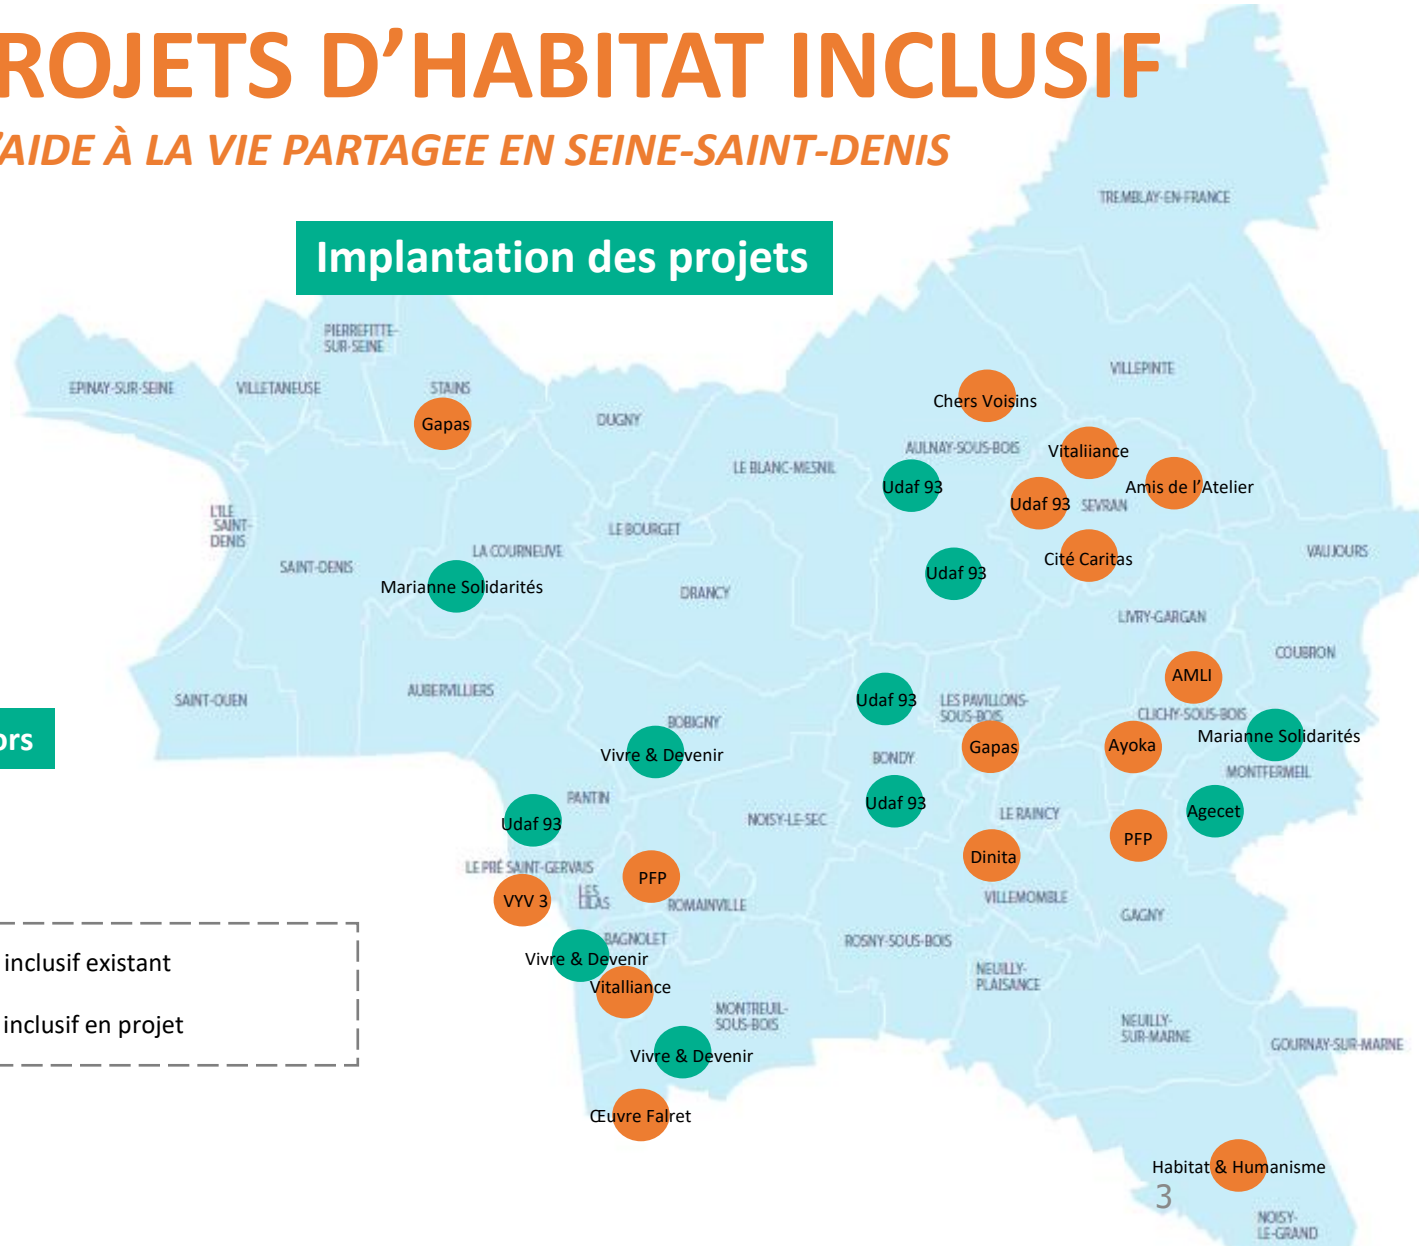 ROJETS D’HABITAT INCLUSIF
’AIDE À LA VIE PARTAGEE EN SEINE-SAINT-DENIS
Implantation des projets
TREMBLAY-EN-FRANCE
PIERREFITTE-
SUR-SEINE
EPINAY-SUR-SEINE
VILLETANEUSE
STAINS
Gapas
DUGNY
VILLEPINTE
Chers Voisins
AULNAY-SOUS-BOIS
Vitaliiance
LE BLANC-MESNIL
Udaf 93
Amis de l’Atelier
Udaf 93
SEVRAN
L'ILE
SAINT-
DENIS
LE BOURGET
SAINT-DENIS
LA COURNEUVE
VAUJOURS
Cité Caritas
Marianne Solidarités
Udaf 93
DRANCY
LIVRY-GARGAN
COUBRON
AMLI
SAINT-OUEN
AUBERVILLIERS
Udaf 93
LES PAVILLONS-
SOUS-BOIS
CLICHY-SOUS-BOIS
BOBIGNY
ors
Vivre & Devenir
BONDY
Gapas
Ayoka
Marianne Solidarités
MONTFERMEIL
PANTIN
Udaf 93
Udaf 93
NOISY-LE-SEC
LE RAINCY
Agecet
PFP
Dinita
LE PRÉ SAINT-GERVAIS
PFP
VYV 3
LES
LILAS
ROMAINVILLE
VILLEMOMBLE
GAGNY
BAGNOLET
ROSNY-SOUS-BOIS
Vivre & Devenir
inclusif existant
NEUILLY-
PLAISANCE
Vitalliance
MONTREUIL-
SOUS-BOIS
inclusif en projet
NEUILLY-
SUR-MARNE
GOURNAY-SUR-MARNE
Vivre & Devenir
Œuvre Falret
Habitat & Humanisme
3
NOISY-
LE-GRAND